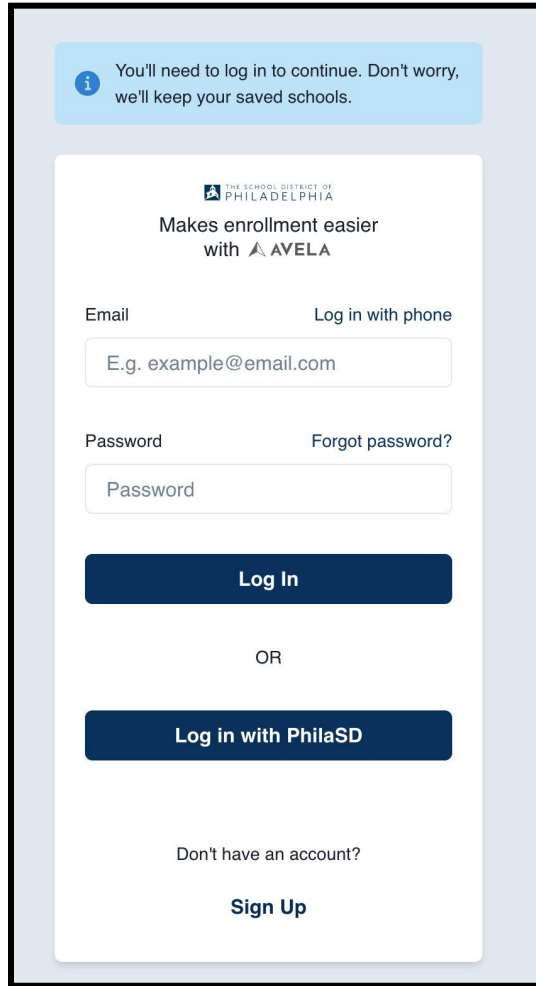 You'll need to log in to continue. Don't worry,
we'll keep your saved schools.
THE SCHOOL DISTRICT OF
PHILADELPHIA
Makes enrollment easier
with AVELA
Email
Log in with phone
E.g. example@email.com
Password
Forgot password?
Password
Log In
OR
Log in with PhilaSD
Don't have an account?
Sign Up